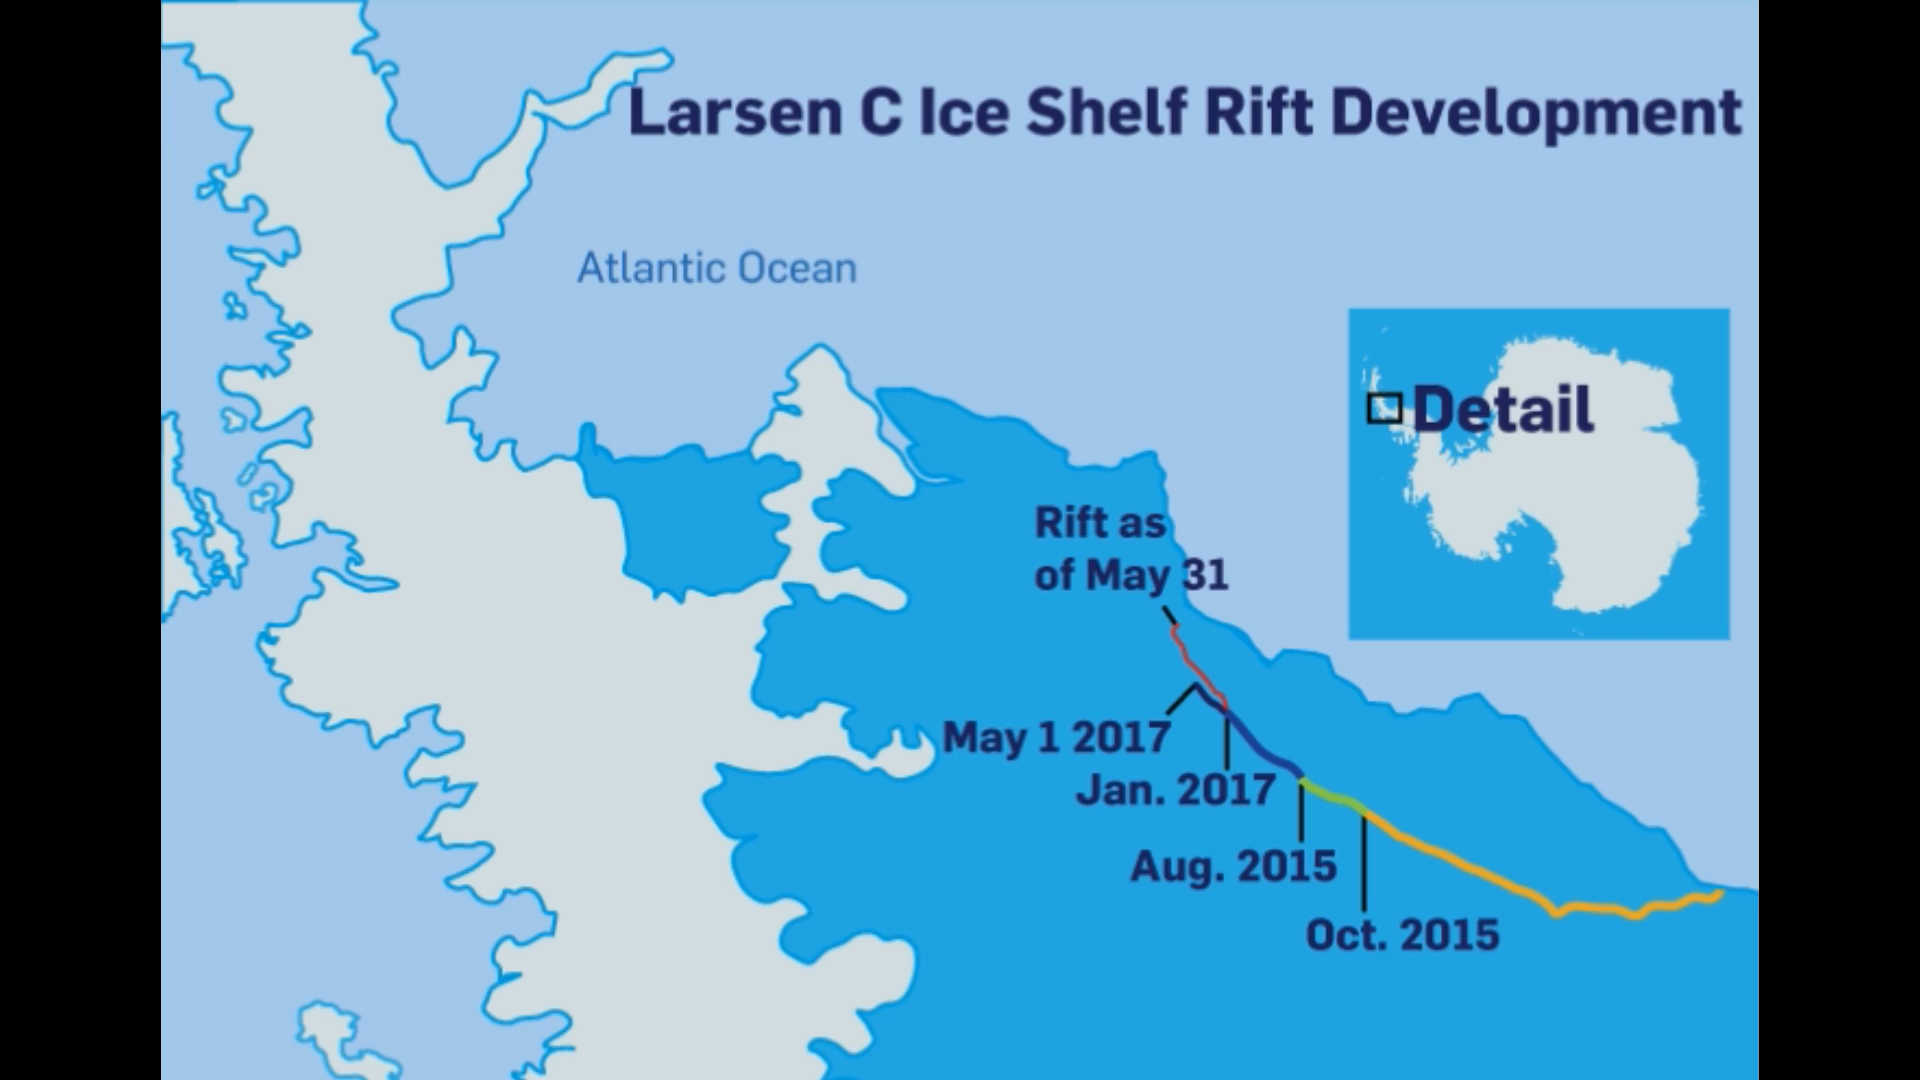 Larsen C Ice Shelf Rift Development
Atlantic Ocean
Detail
Rift as
of May 31
May 1 2017
Jan. 2017
Aug. 2015
Oct. 2015